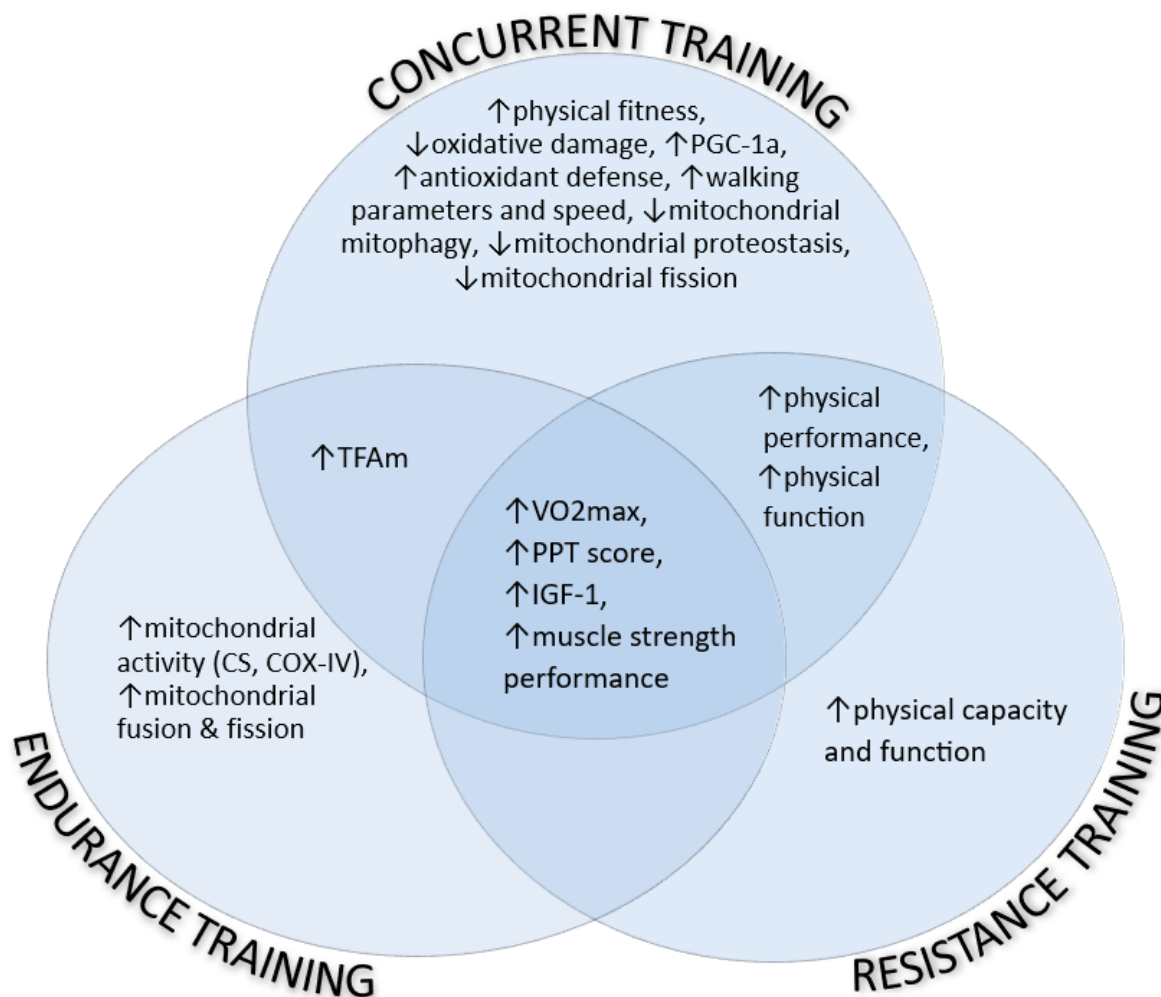 CONCURRENT TRAINING
↑physical fitness,
↓oxidative damage, ↑PGC-1a,
↑antioxidant defense, ↑walking
parameters and speed, ↓mitochondrial
mitophagy, ↓mitochondrial proteostasis,
↓mitochondrial fission
↑physical
performance,
↑physical
function
↑TFAm
↑VO2max,
↑PPT score,
↑IGF-1,
↑muscle strength
performance
↑mitochondrial
activity (CS, COX-IV),
↑mitochondrial
fusion & fission
↑physical capacity
and function
ENDURANCE TRAINING
RESISTANCE TRAINING